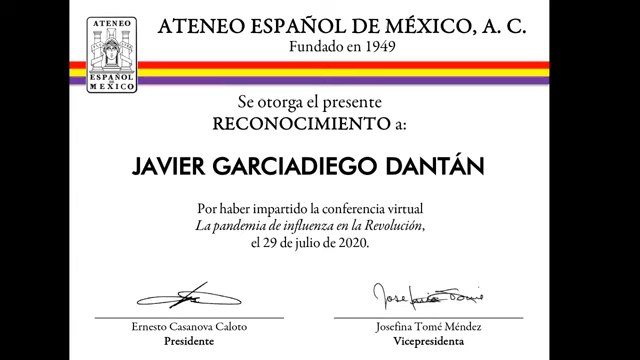 ATENEO
ESPAÑOL
DE
MÉXICO
ATENEO ESPAÑOL DE MÉXICO, A. C.
Fundado en 1949
Se otorga el presente
RECONOCIMIENTO a:
JAVIER GARCIADIEGO DANTÁN
Por haber impartido la conferencia virtual
La pandemia de influenza en la Revolución,
el 29 de julio de 2020.
Ernesto Casanova Caloto
Presidente
Josefina Tomé Méndez
Vicepresidenta